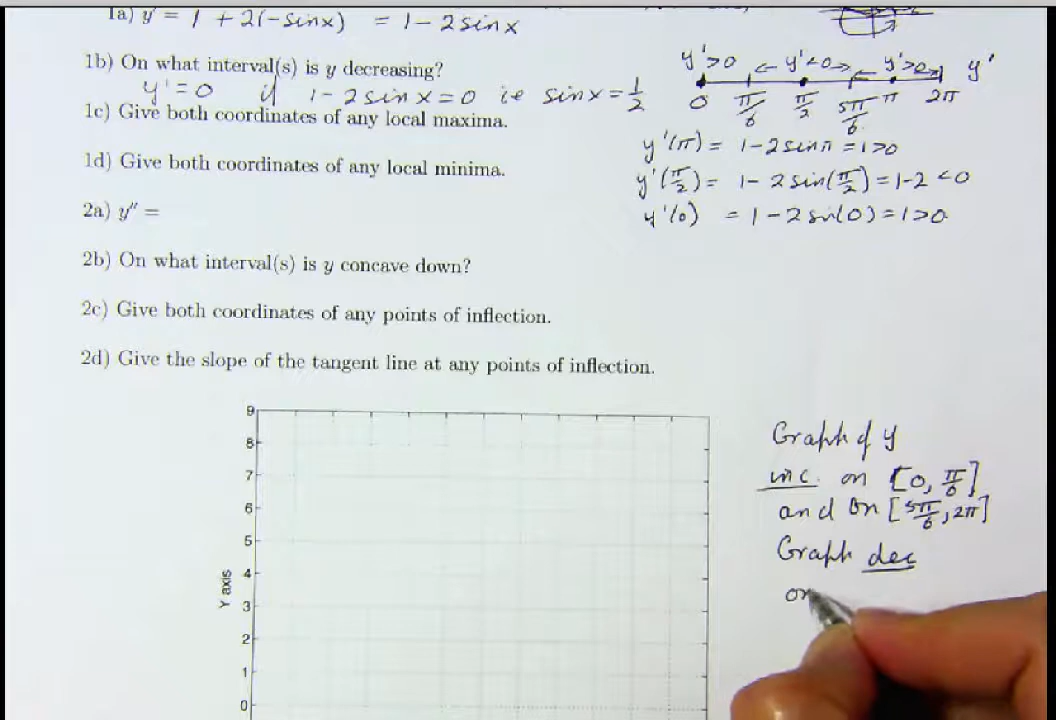 1a) y' = 1 + 2(-sinx) = 1 - 2 sinx
1b) On what interval(s) is y decreasing?
y' = 0 if 1 - 2 sin x = 0 ie sinx = 1/2
1c) Give both coordinates of any local maxima.
1d) Give both coordinates of any local minima.
2a) y″ =
2b) On what interval(s) is y concave down?
2c) Give both coordinates of any points of inflection.
2d) Give the slope of the tangent line at any points of inflection.
y'>0 y'<0 y'>0 y'
0 π/6 π/2 5π/6 π 2π
y'(π) = 1 - 2 sin π = 1 > 0
y'(π/2) = 1 - 2 sin(π/2) = 1 - 2 < 0
y'(0) = 1 - 2 sin(0) = 1 > 0
9
8
7
6
5
4
3
2
1
0
Y axis
Graph of y
inc. on [0, π/6]
and on [5π/6, 2π]
Graph dec
on